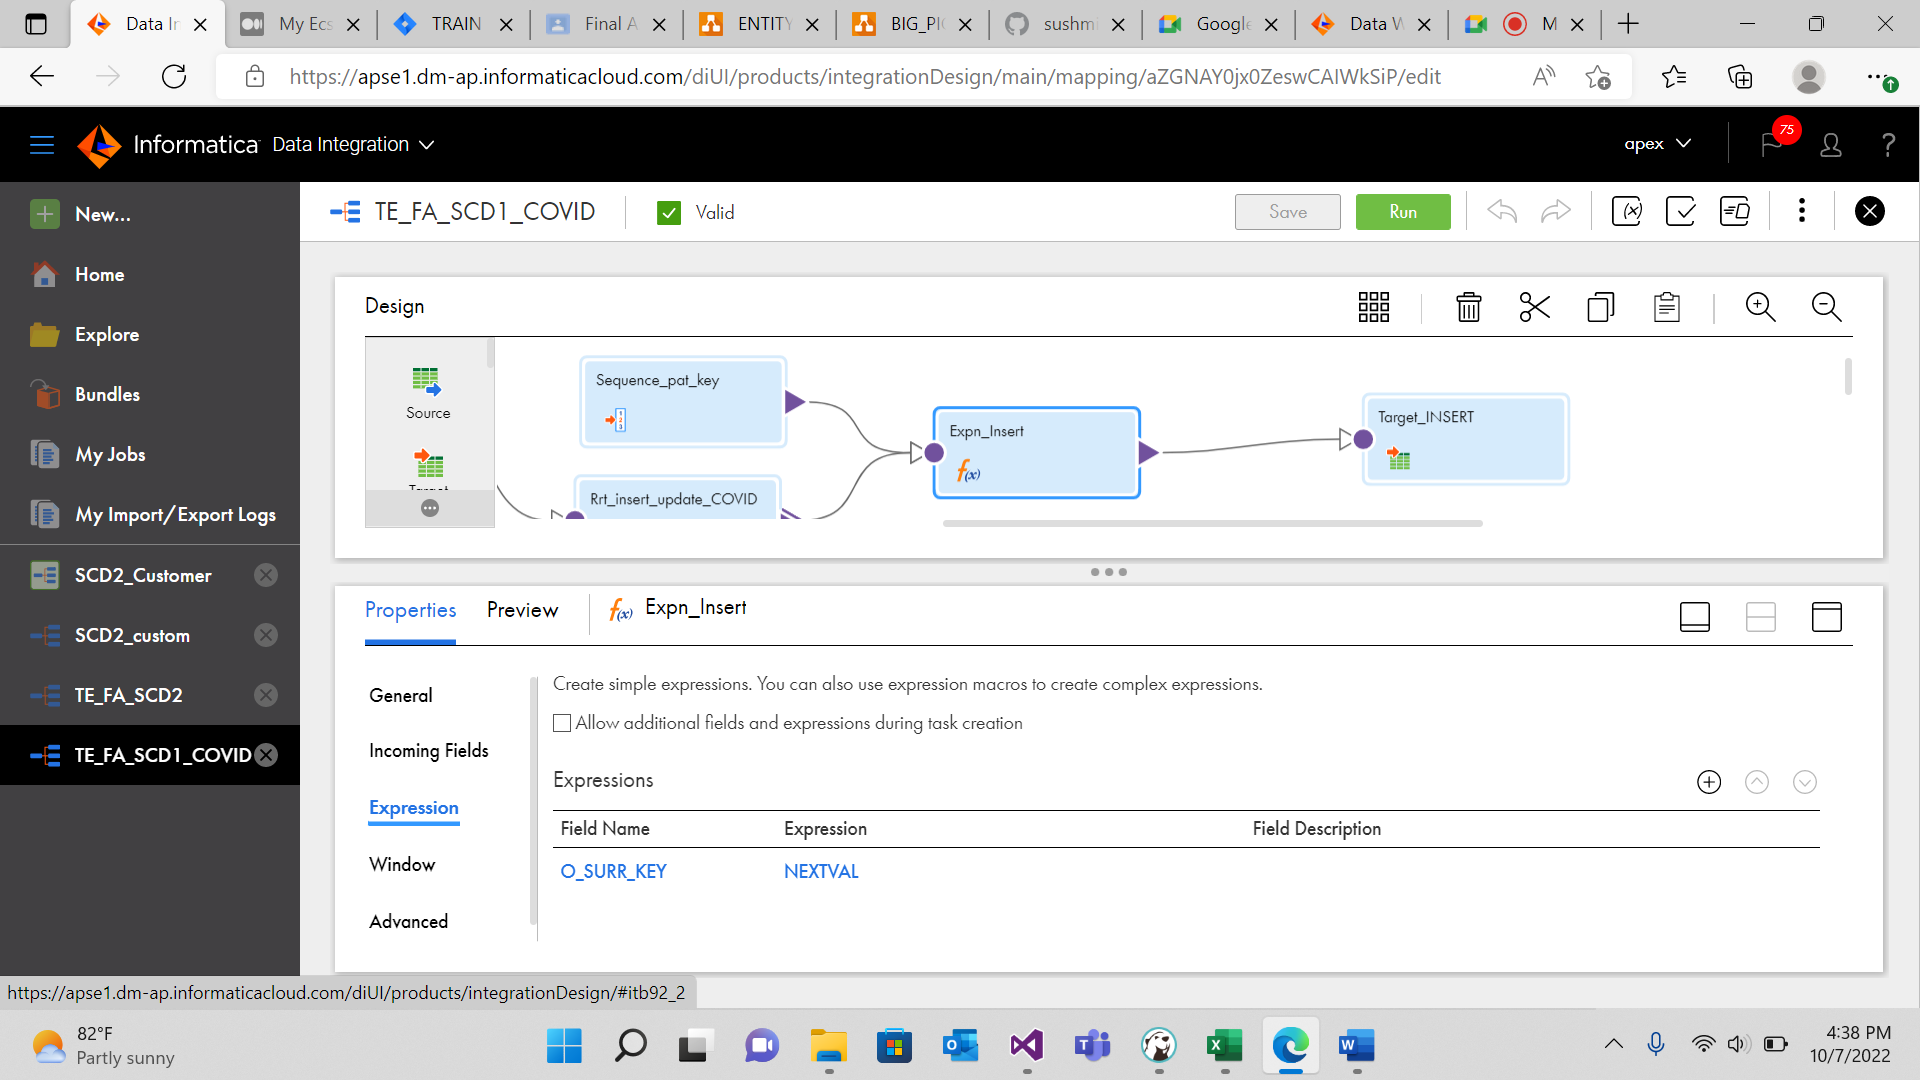 Data In
My Ecs
TRAIN
Final A
ENTITY
BIG_PIC
sushmi
Google
Data W
M
https://apse1.dm-ap.informaticacloud.com/diUI/products/integrationDesign/main/mapping/aZGNAY0jx0ZeswCAIWkSiP/edit
Informatica Data Integration
apex
75
?
New...
Home
Explore
Bundles
My Jobs
My Import/Export Logs
SCD2_Customer
SCD2_custom
TE_FA_SCD2
TE_FA_SCD1_COVID
TE_FA_SCD1_COVID
Valid
Save
Run
Design
Source
Target
Sequence_pat_key
Rrt_insert_update_COVID
Expn_Insert
f(x)
Target_INSERT
Properties
Preview
f(x) Expn_Insert
General
Incoming Fields
Expression
Window
Advanced
Create simple expressions. You can also use expression macros to create complex expressions.
Allow additional fields and expressions during task creation
Expressions
Field Name Expression Field Description
O_SURR_KEY NEXTVAL
https://apse1.dm-ap.informaticacloud.com/diUI/products/integrationDesign/#itb92_2
82°F
Partly sunny
4:38 PM
10/7/2022